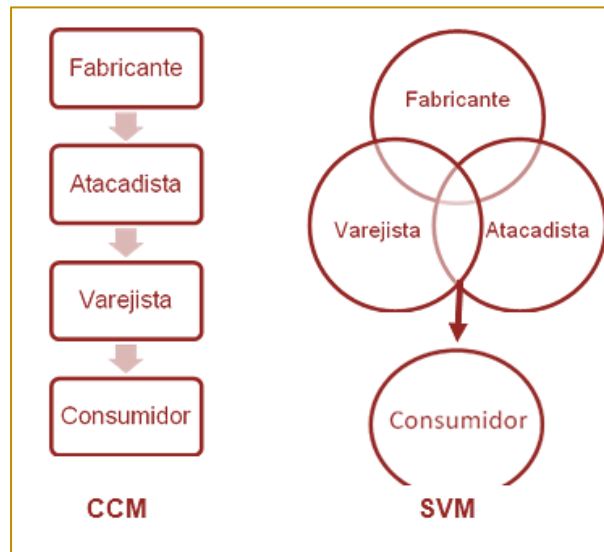 Fabricante
Atacadista
Varejista
Consumidor
CCM
Fabricante
Varejista
Atacadista
Consumidor
SVM